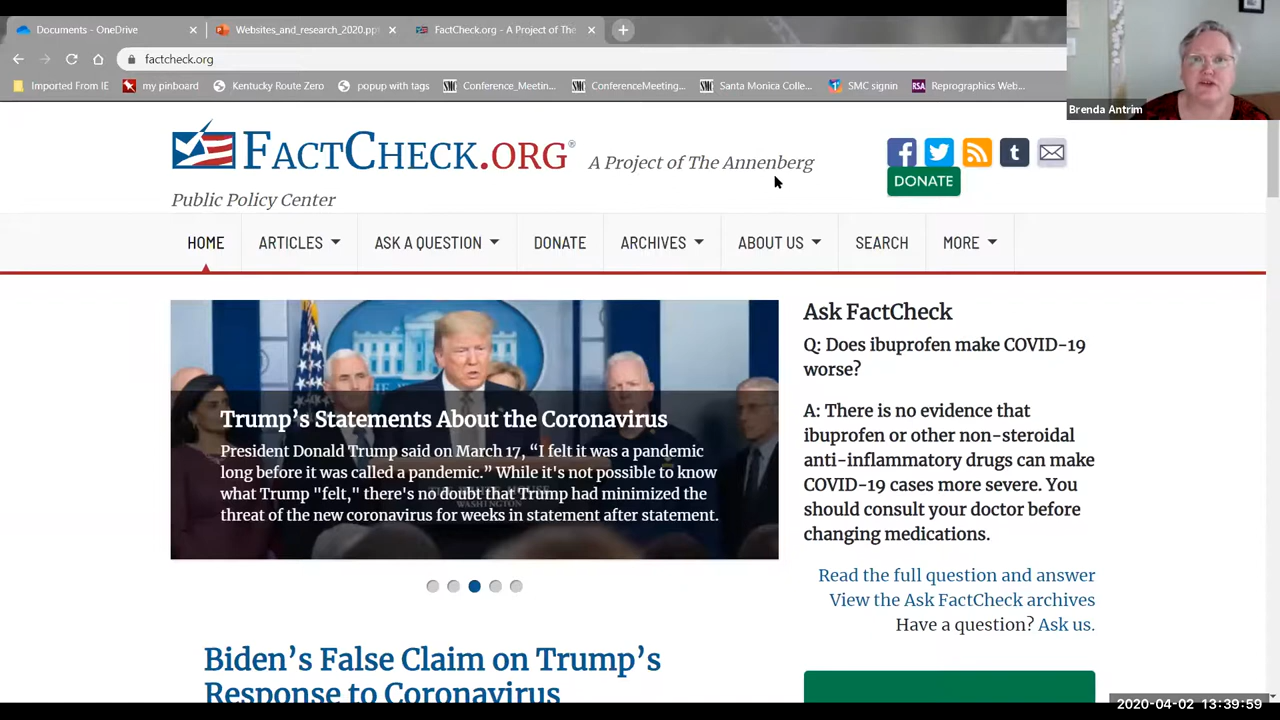 Documents - OneDrive
Websites_and_research_2020.pp
FactCheck.org - A Project of The
factcheck.org
Imported From IE
my pinboard
Kentucky Route Zero
popup with tags
Conference_Meetin...
ConferenceMeeting...
Santa Monica Colle...
SMC signin
Reprographics Web...
Brenda Antrim
FACTCHECK.ORG®
A Project of The Annenberg
Public Policy Center
DONATE
HOME
ARTICLES
ASK A QUESTION
DONATE
ARCHIVES
ABOUT US
SEARCH
MORE
Trump's Statements About the Coronavirus
President Donald Trump said on March 17, “I felt it was a pandemic
long before it was called a pandemic.” While it's not possible to know
what Trump "felt," there's no doubt that Trump had minimized the
threat of the new coronavirus for weeks in statement after statement.
THE WHITE HOUSE
WASHINGTON
Ask FactCheck
Q: Does ibuprofen make COVID-19
worse?
A: There is no evidence that
ibuprofen or other non-steroidal
anti-inflammatory drugs can make
COVID-19 cases more severe. You
should consult your doctor before
changing medications.
Read the full question and answer
View the Ask FactCheck archives
Have a question? Ask us.
Biden's False Claim on Trump's
Response to Coronavirus
2020-04-02 13:39:59